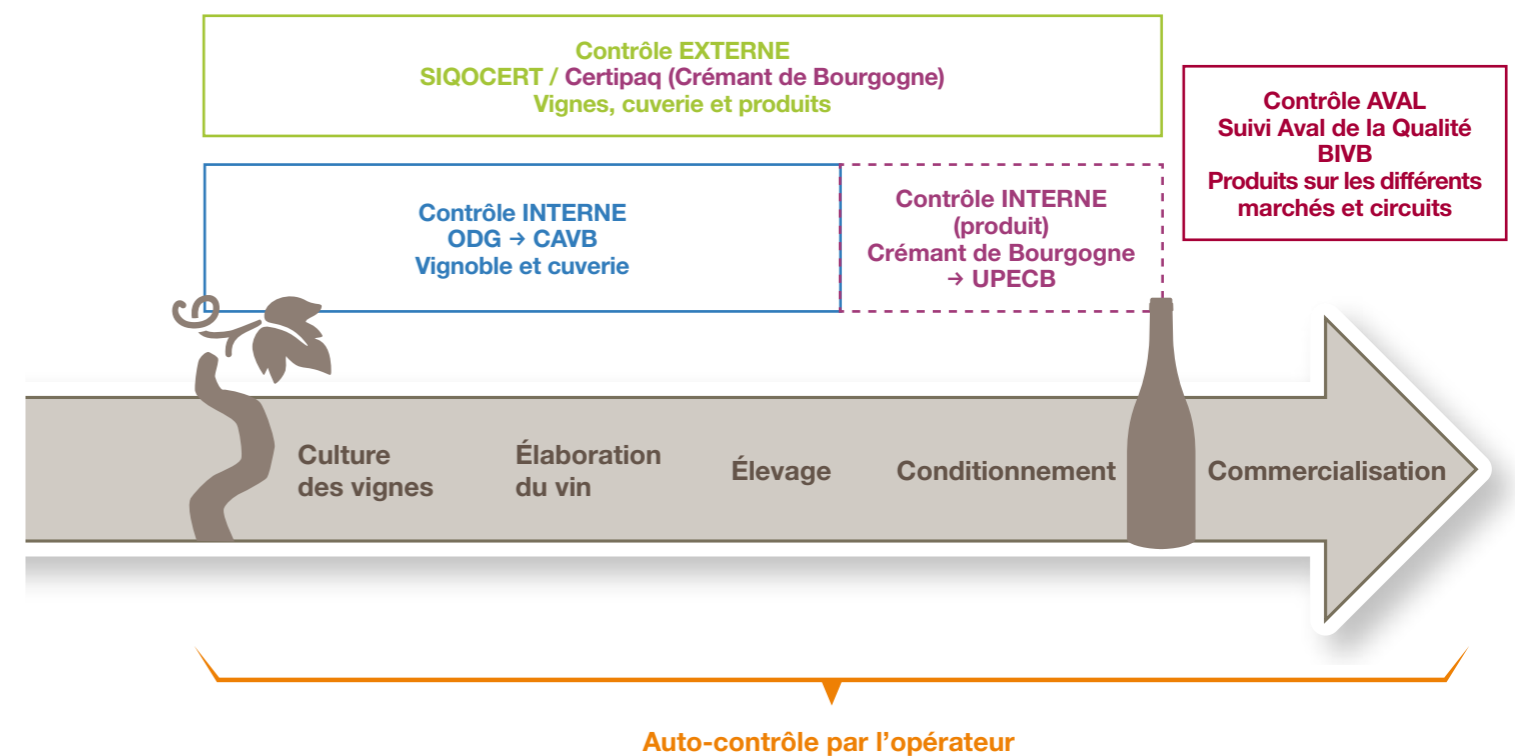 Contrôle EXTERNE
SIQOCERT / Certipaq (Crémant de Bourgogne)
Vignes, cuverie et produits
Contrôle AVAL
Suivi Aval de la Qualité
BIVB
Produits sur les différents
marchés et circuits
Contrôle INTERNE
ODG → CAVB
Vignoble et cuverie
Contrôle INTERNE
(produit)
Crémant de Bourgogne
→ UPECB
Culture
des vignes
Élaboration
du vin
Élevage
Conditionnement
Commercialisation
Auto-contrôle par l’opérateur